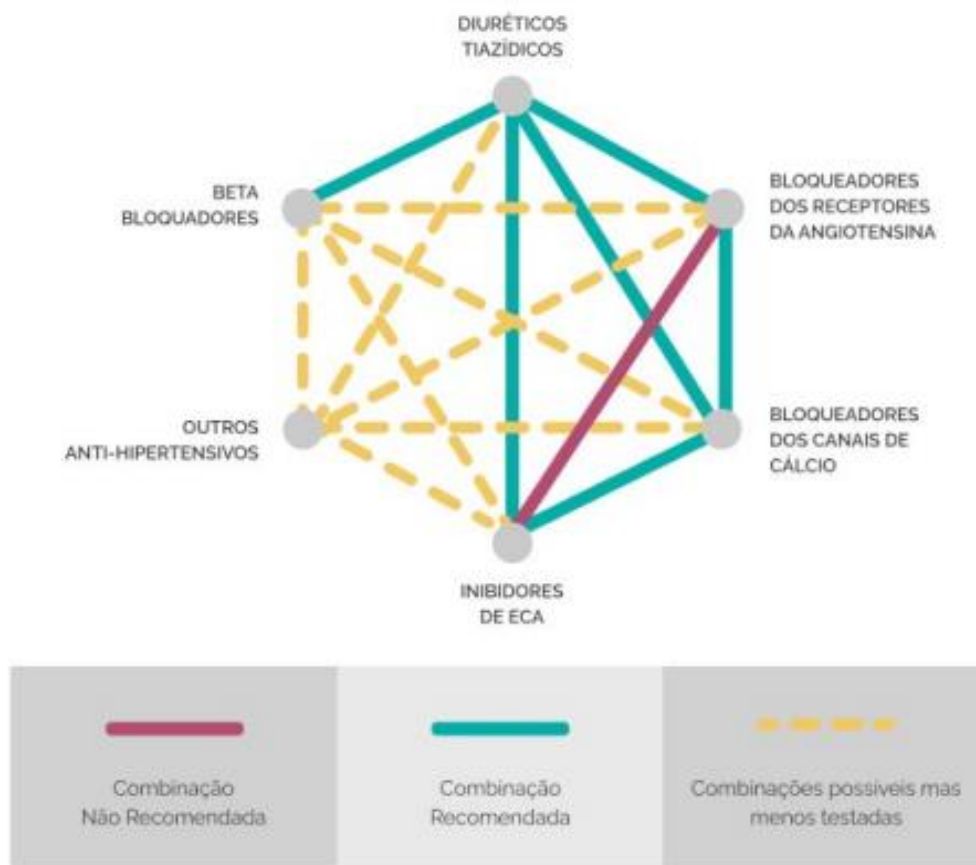 DIURÉTICOS
TIAZÍDICOS
BETA
BLOQUADORES
BLOQUEADORES
DOS RECEPTORES
DA ANGIOTENSINA
OUTROS
ANTI-HIPERTENSIVOS
BLOQUEADORES
DOS CANAIS DE
CÁLCIO
INIBIDORES
DE ECA
Combinação
Não Recomendada
Combinação
Recomendada
Combinações possíveis mas
menos testadas